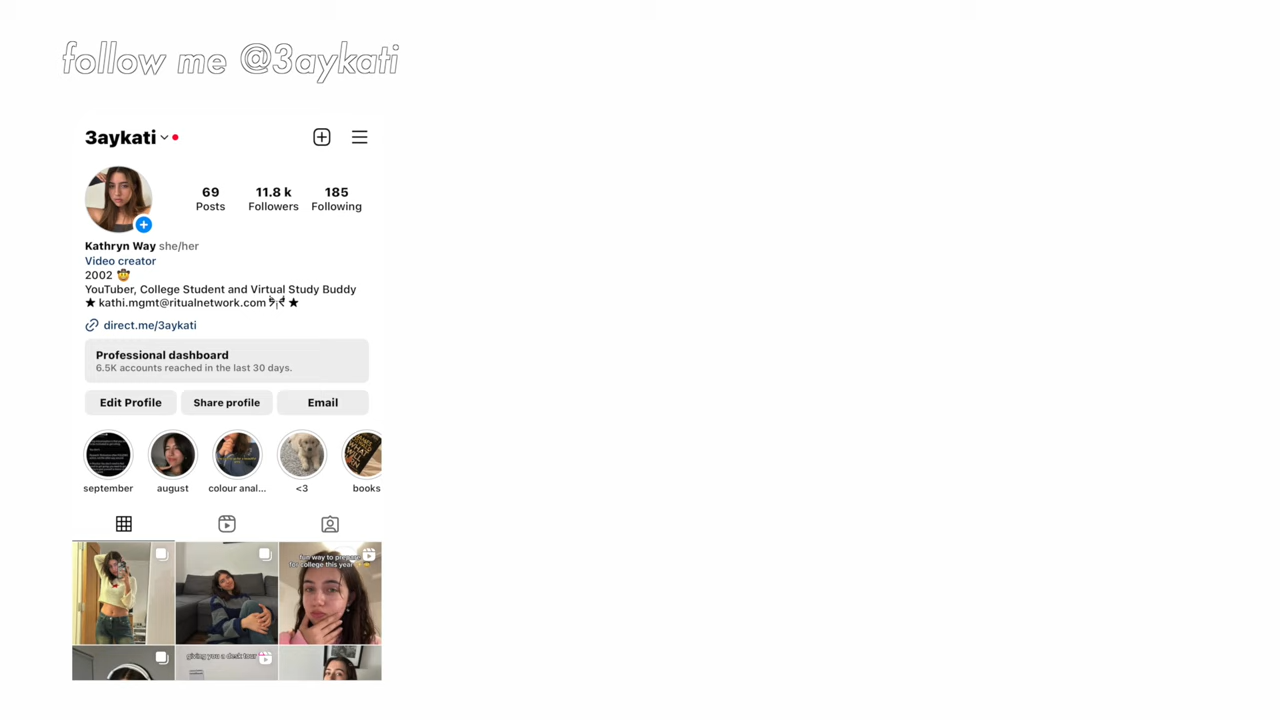 follow me @3aykati
3aykati
69 11.8 k 185
Posts Followers Following
Kathryn Way she/her
Video creator
2002 🤠
YouTuber, College Student and Virtual Study Buddy
★ kathi.mgmt@ritualnetwork.com ★
direct.me/3aykati
Professional dashboard
6.5K accounts reached in the last 30 days.
Edit Profile Share profile Email
september august colour anal... <3 books
fun way to prepare
for college this year
giving you a desk tour